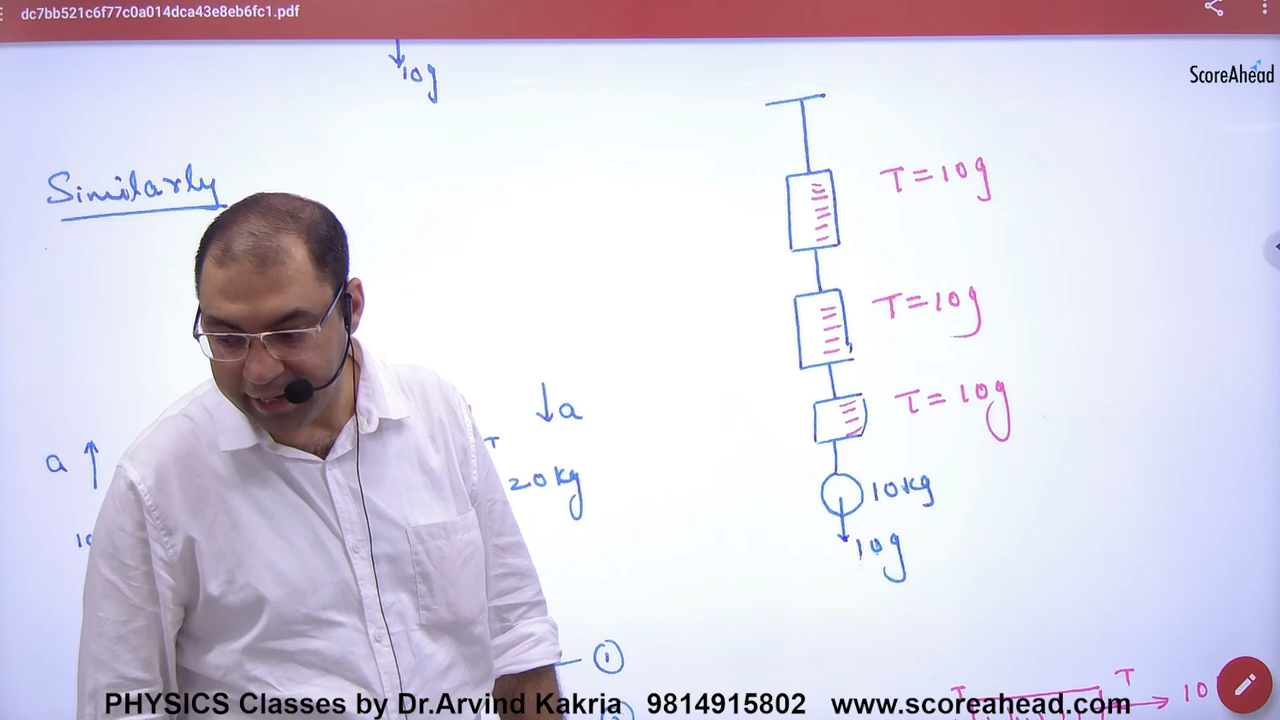 dc7bb521c6f77c0a014dca43e8eb6fc1.pdf
ScoreAhead
10g
Similarly
T=10g
T=10g
T=10g
a
a
T
20kg
10kg
10g
1
T
T
10
PHYSICS Classes by Dr.Arvind Kakria 9814915802 www.scoreahead.com